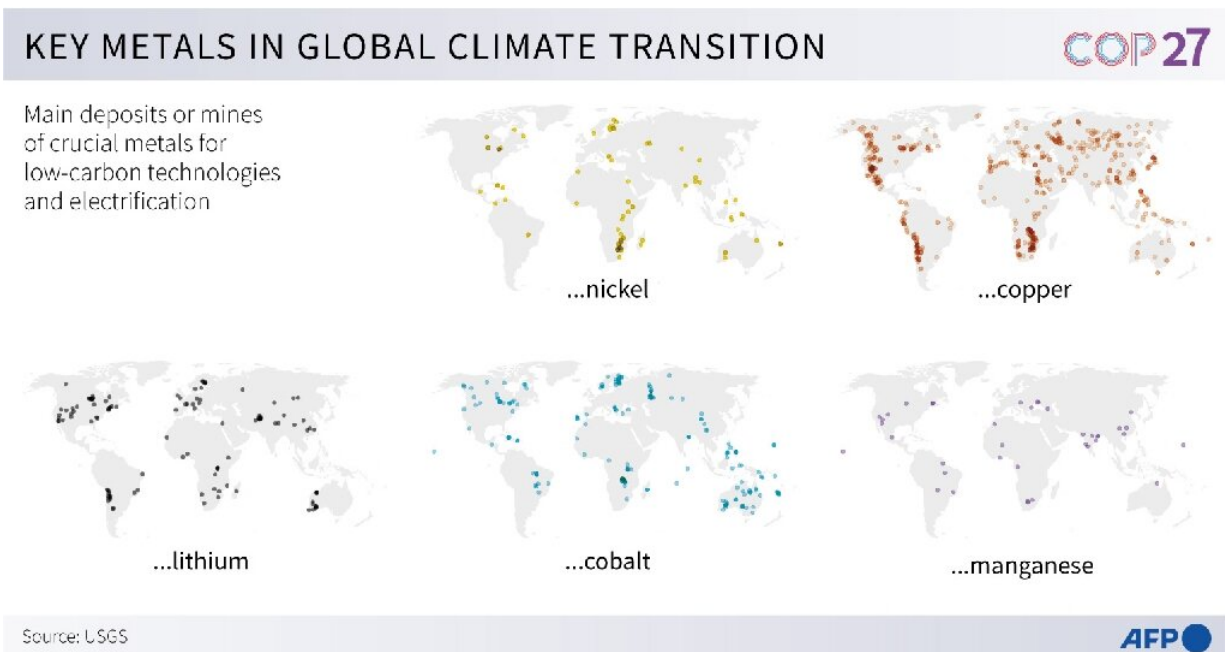 KEY METALS IN GLOBAL CLIMATE TRANSITION
COP27
Main deposits or mines
of crucial metals for
low-carbon technologies
and electrification
...nickel
...copper
...lithium
...cobalt
...manganese
Source: USGS
AFP